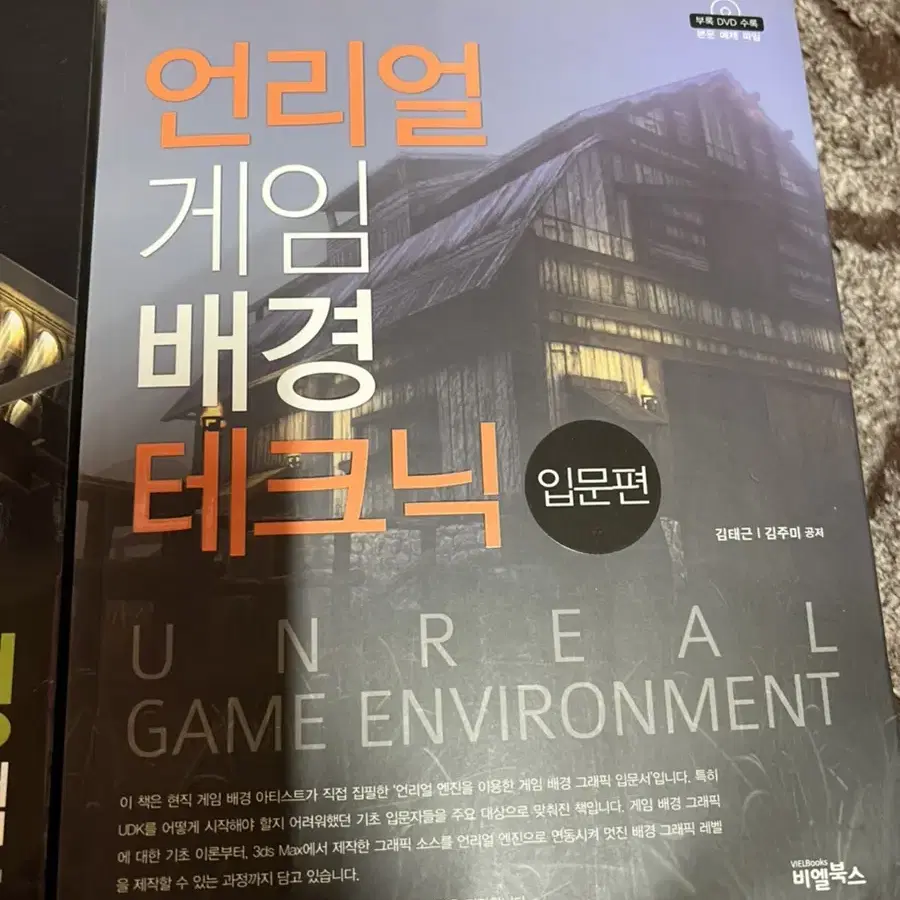 부록 DVD 수록
본문 예제 파일
언리얼
게임
배경
테크닉
입문편
김태근 | 김주미 공저
UNREAL
GAME ENVIRONMENT
이 책은 현직 게임 배경 아티스트가 직접 집필한 '언리얼 엔진을 이용한 게임 배경 그래픽 입문서'입니다. 특히
UDK를 어떻게 시작해야 할지 어려워했던 기초 입문자들을 주요 대상으로 맞춰진 책입니다. 게임 배경 그래픽
에 대한 기초 이론부터, 3ds Max에서 제작한 그래픽 소스를 언리얼 엔진으로 연동시켜 멋진 배경 그래픽 레벨
을 제작할 수 있는 과정까지 담고 있습니다.
VIELBooks
비엘북스